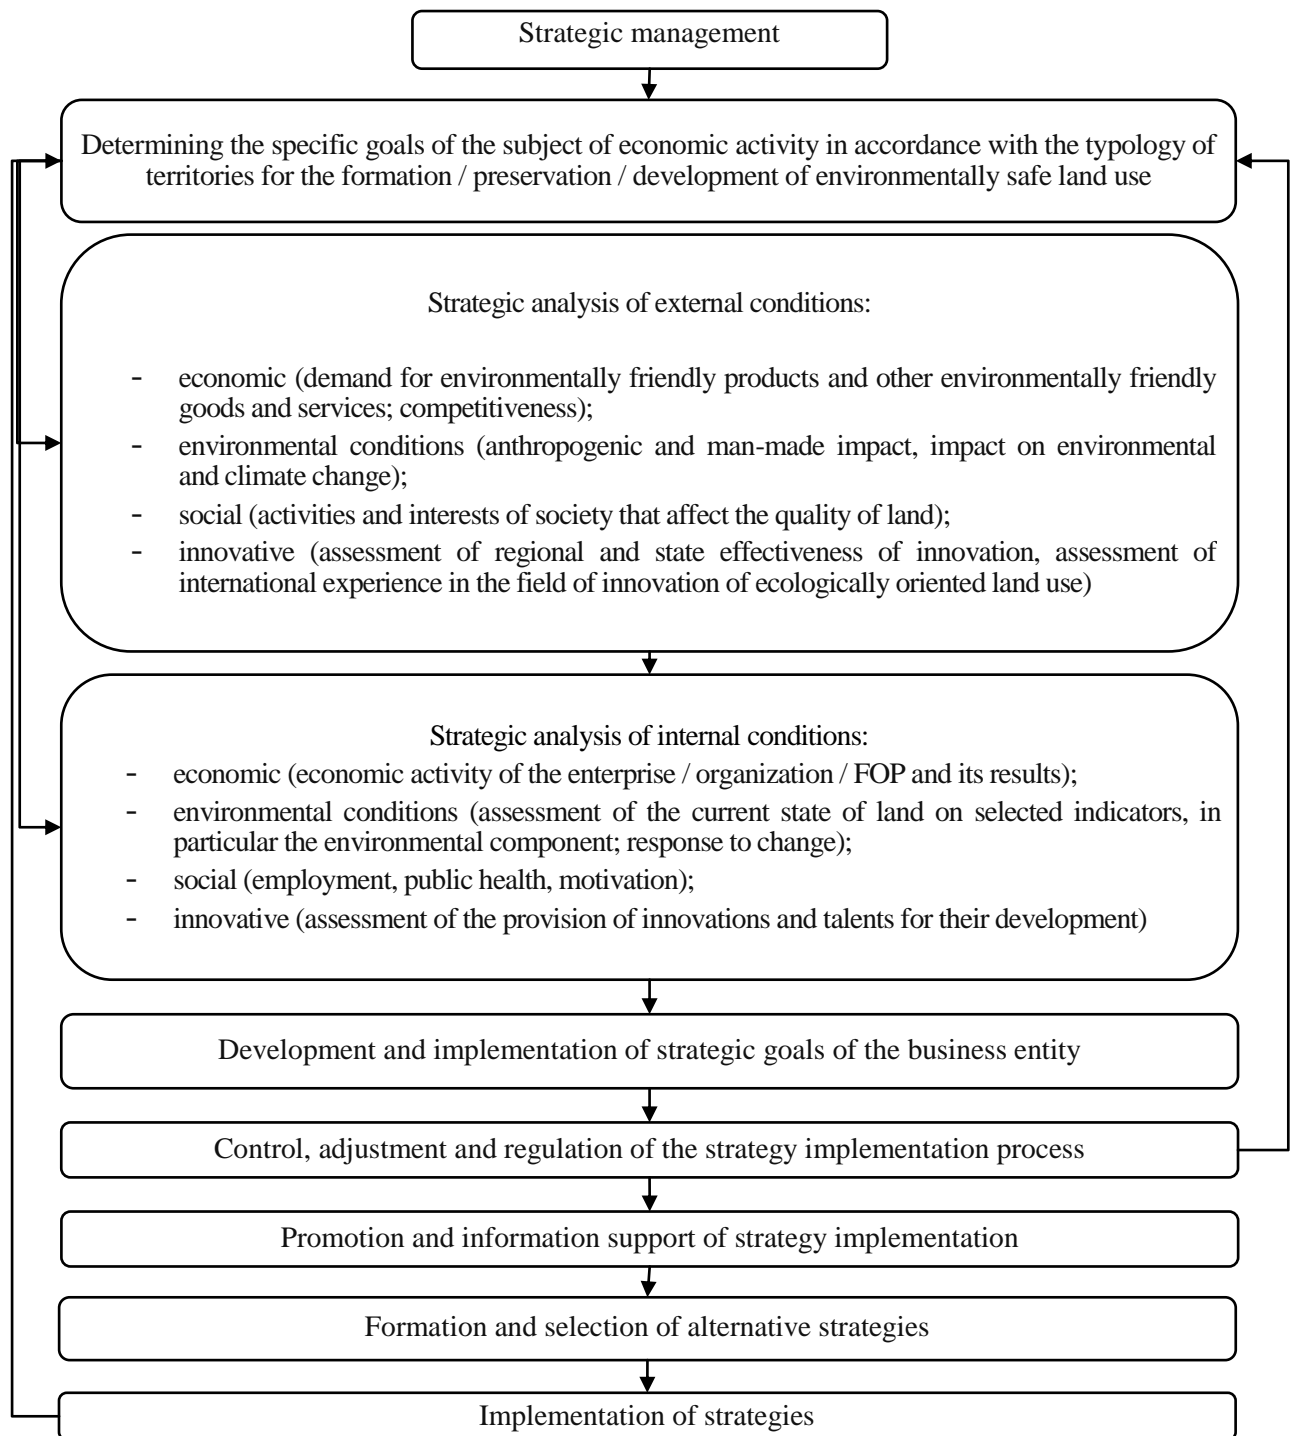 Strategic management
Determining the specific goals of the subject of economic activity in accordance with the typology of
territories for the formation / preservation / development of environmentally safe land use
Strategic analysis of external conditions:
- economic (demand for environmentally friendly products and other environmentally friendly
goods and services; competitiveness);
- environmental conditions (anthropogenic and man-made impact, impact on environmental
and climate change);
- social (activities and interests of society that affect the quality of land);
- innovative (assessment of regional and state effectiveness of innovation, assessment of
international experience in the field of innovation of ecologically oriented land use)
Strategic analysis of internal conditions:
- economic (economic activity of the enterprise / organization / FOP and its results);
- environmental conditions (assessment of the current state of land on selected indicators, in
particular the environmental component; response to change);
- social (employment, public health, motivation);
- innovative (assessment of the provision of innovations and talents for their development)
Development and implementation of strategic goals of the business entity
Control, adjustment and regulation of the strategy implementation process
Promotion and information support of strategy implementation
Formation and selection of alternative strategies
Implementation of strategies